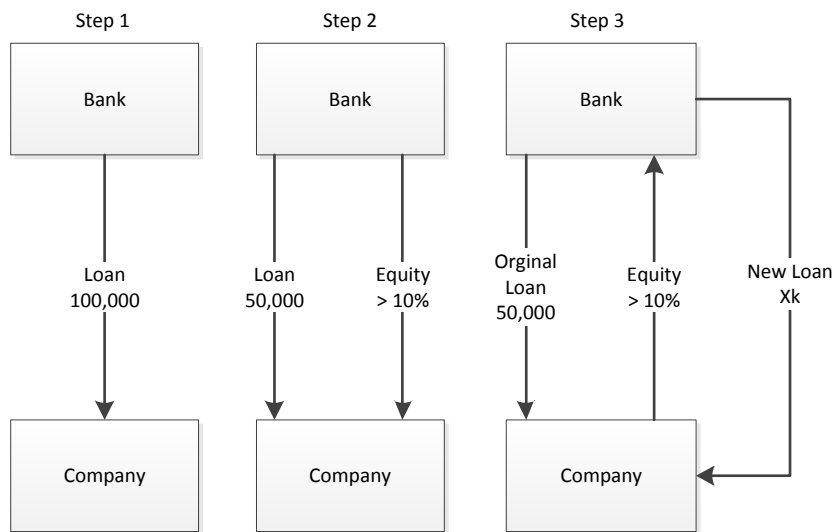 Step 1
Step 2
Step 3
Bank
Bank
Bank
Loan
100,000
Loan
50,000
Equity
> 10%
Orginal
Loan
50,000
Equity
> 10%
New Loan
Xk
Company
Company
Company